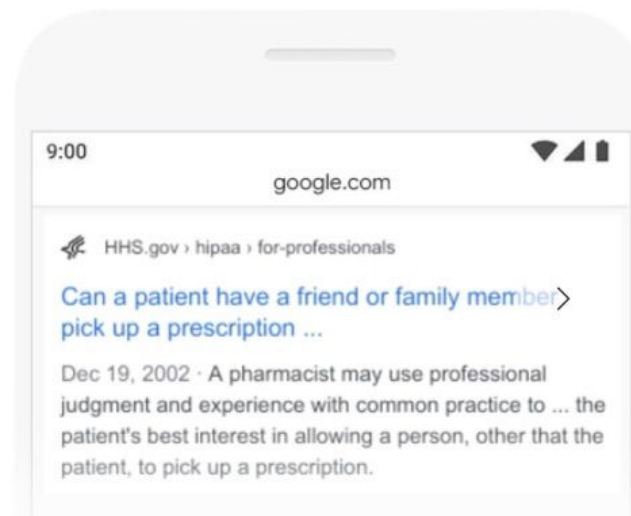 9:00
google.com
HHS.gov › hipaa › for-professionals
Can a patient have a friend or family member
pick up a prescription ...
Dec 19, 2002 · A pharmacist may use professional
judgment and experience with common practice to ... the
patient's best interest in allowing a person, other that the
patient, to pick up a prescription.